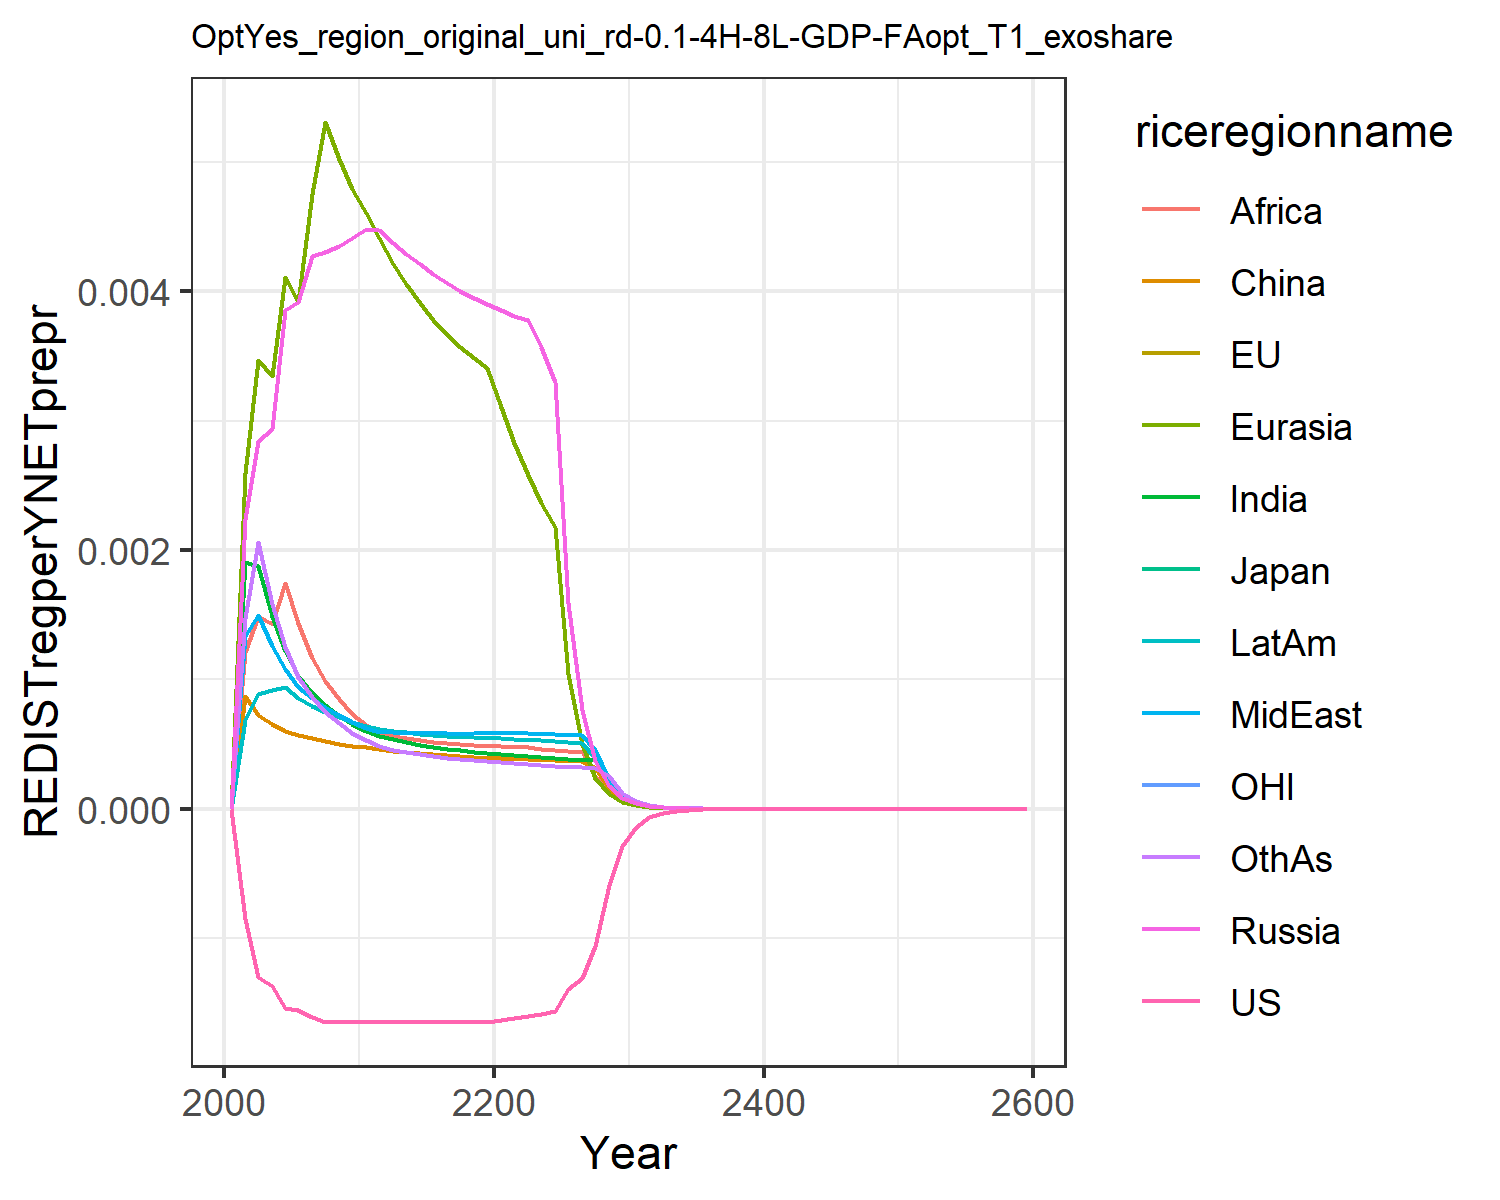 OptYes_region_original_uni_rd-0.1-4H-8L-GDP-FAopt_T1_exoshare
REDISTregperYNETprepr
0.004
0.002
0.000
2000 2200 2400 2600
Year
riceregionname
Africa
China
EU
Eurasia
India
Japan
LatAm
MidEast
OHI
OthAs
Russia
US